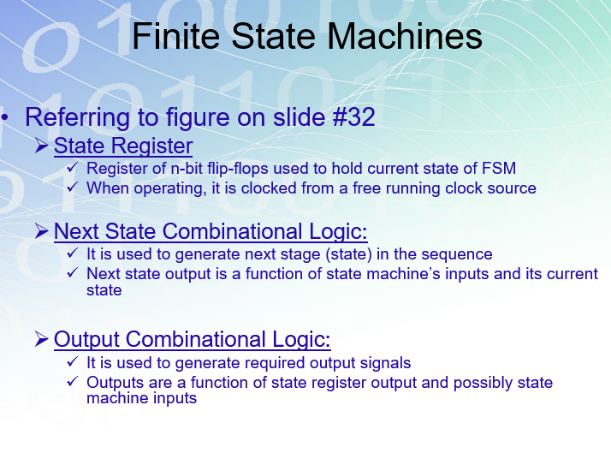 Finite State Machines
• Referring to figure on slide #32
➢ State Register
✓ Register of n-bit flip-flops used to hold current state of FSM
✓ When operating, it is clocked from a free running clock source
➢ Next State Combinational Logic:
✓ It is used to generate next stage (state) in the sequence
✓ Next state output is a function of state machine's inputs and its current
state
➢ Output Combinational Logic:
✓ It is used to generate required output signals
✓ Outputs are a function of state register output and possibly state
machine inputs